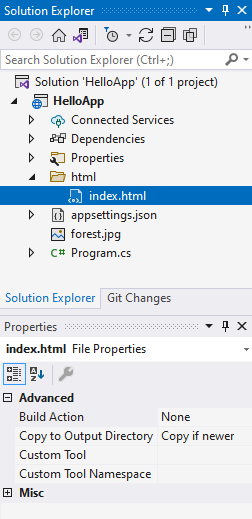 Solution Explorer
Search Solution Explorer (Ctrl+;)
Solution 'HelloApp' (1 of 1 project)
HelloApp
Connected Services
Dependencies
Properties
html
index.html
appsettings.json
forest.jpg
C# Program.cs
Solution Explorer Git Changes
Properties
index.html File Properties
Advanced
Build Action None
Copy to Output Directory Copy if newer
Custom Tool
Custom Tool Namespace
Misc